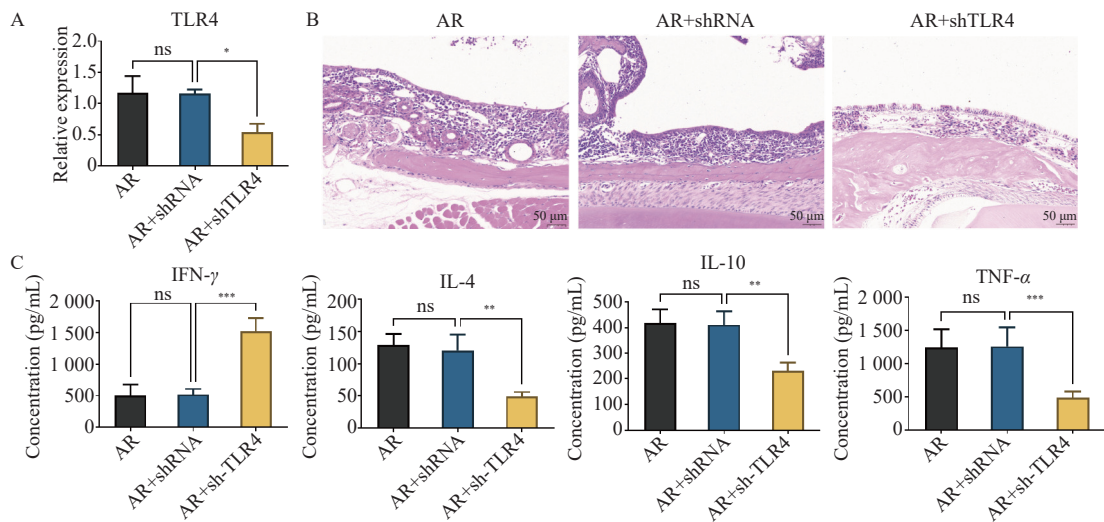 A
TLR4
Relative expression
2.0
1.5
1.0
0.5
0
ns
*
AR
AR+shRNA
AR+shTLR4
B
AR
AR+shRNA
AR+shTLR4
50 μm
50 μm
50 μm
C
IFN-γ
Concentration (pg/mL)
2 000
1 500
1 000
500
0
ns
***
AR
AR+shRNA
AR+sh-TLR4
IL-4
Concentration (pg/mL)
200
150
100
50
0
ns
**
AR
AR+shRNA
AR+sh-TLR4
IL-10
Concentration (pg/mL)
400
200
400
0
ns
**
AR
AR+shRNA
AR+sh-TLR4
TNF-α
Concentration (pg/mL)
2 000
1 500
1 000
500
0
ns
***
AR
AR+shRNA
AR+sh-TLR4